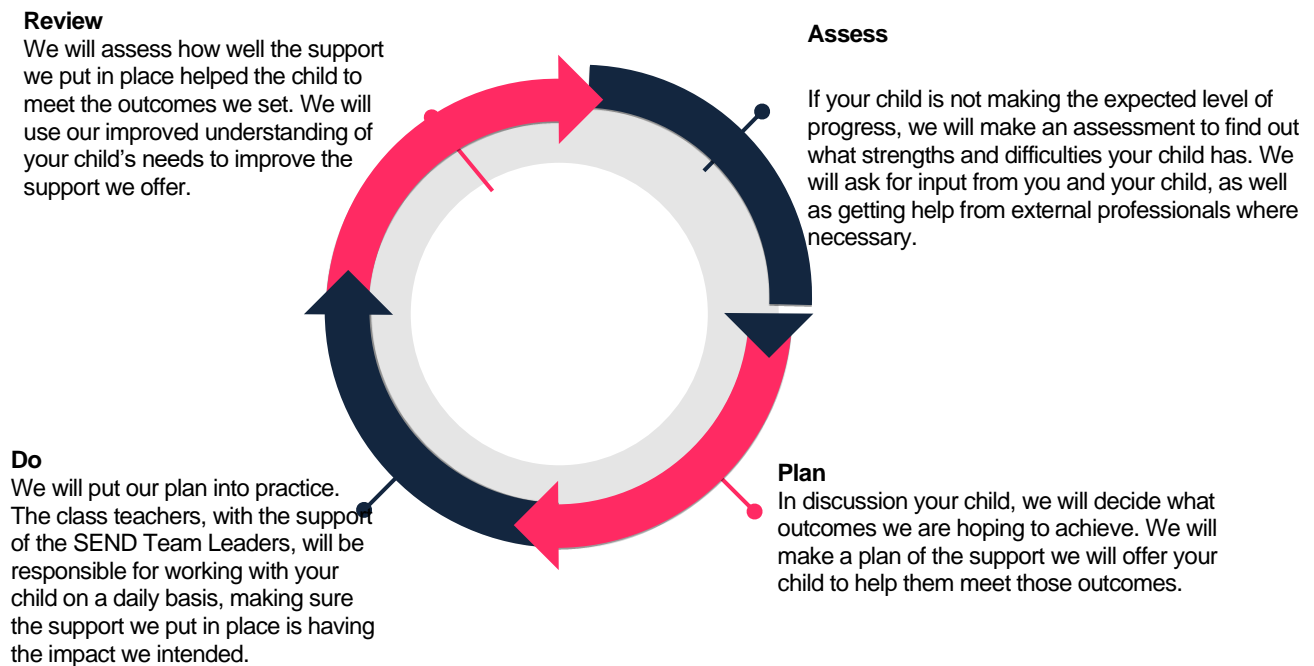 Review
We will assess how well the support
we put in place helped the child to
meet the outcomes we set. We will
use our improved understanding of
your child’s needs to improve the
support we offer.
Assess
If your child is not making the expected level of
progress, we will make an assessment to find out
what strengths and difficulties your child has. We
will ask for input from you and your child, as well
as getting help from external professionals where
necessary.
Do
We will put our plan into practice.
The class teachers, with the support
of the SEND Team Leaders, will be
responsible for working with your
child on a daily basis, making sure
the support we put in place is having
the impact we intended.
Plan
In discussion your child, we will decide what
outcomes we are hoping to achieve. We will
make a plan of the support we will offer your
child to help them meet those outcomes.